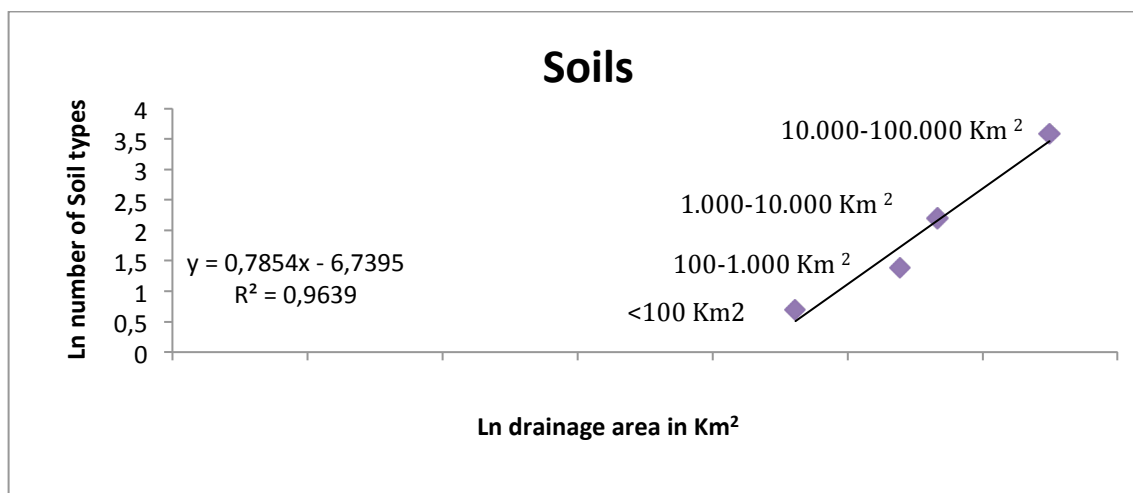 Soils
Ln number of Soil types
4
3,5
3
2,5
2
1,5
1
0,5
0
10.000-100.000 Km ²
1.000-10.000 Km ²
100-1.000 Km ²
<100 Km2
y = 0,7854x - 6,7395
R² = 0,9639
Ln drainage area in Km²